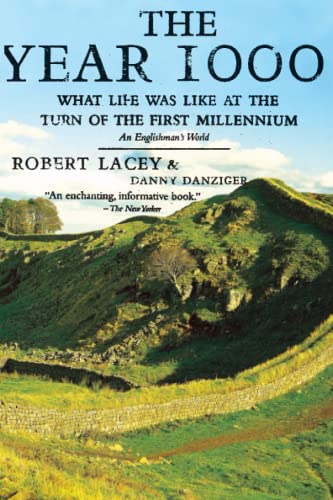 THE
YEAR 1000
WHAT LIFE WAS LIKE AT THE
TURN OF THE FIRST MILLENNIUM
An Englishman's World
ROBERT LACEY &
DANNY DANZIGER
"An enchanting, informative book."
– The New Yorker